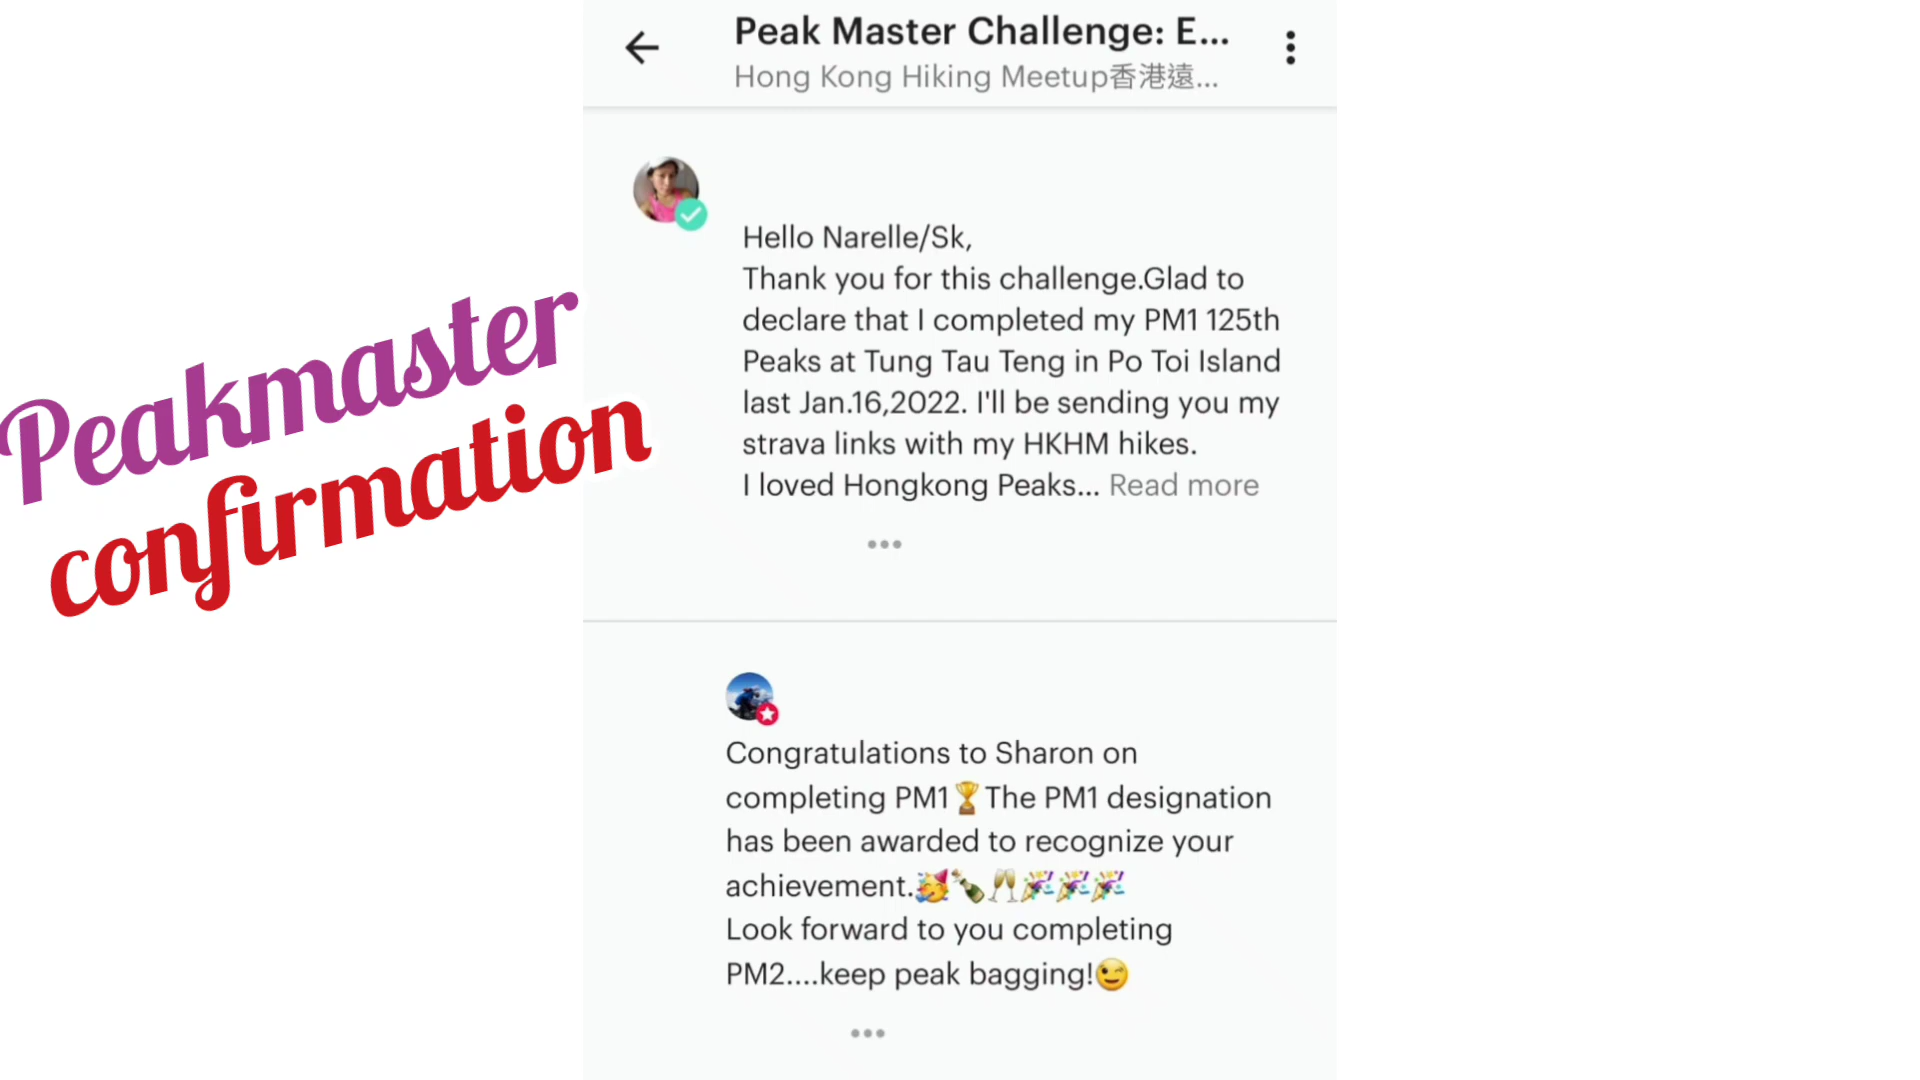 Peakmaster
confirmation
Peak Master Challenge: E...
Hong Kong Hiking Meetup香港遠...
Hello Narelle/Sk,
Thank you for this challenge.Glad to
declare that I completed my PM1 125th
Peaks at Tung Tau Teng in Po Toi Island
last Jan.16,2022. I'll be sending you my
strava links with my HKHM hikes.
I loved Hongkong Peaks... Read more
Congratulations to Sharon on
completing PM1🏆The PM1 designation
has been awarded to recognize your
achievement.🥳🍾🥂🎉🎉🎉
Look forward to you completing
PM2....keep peak bagging!😉